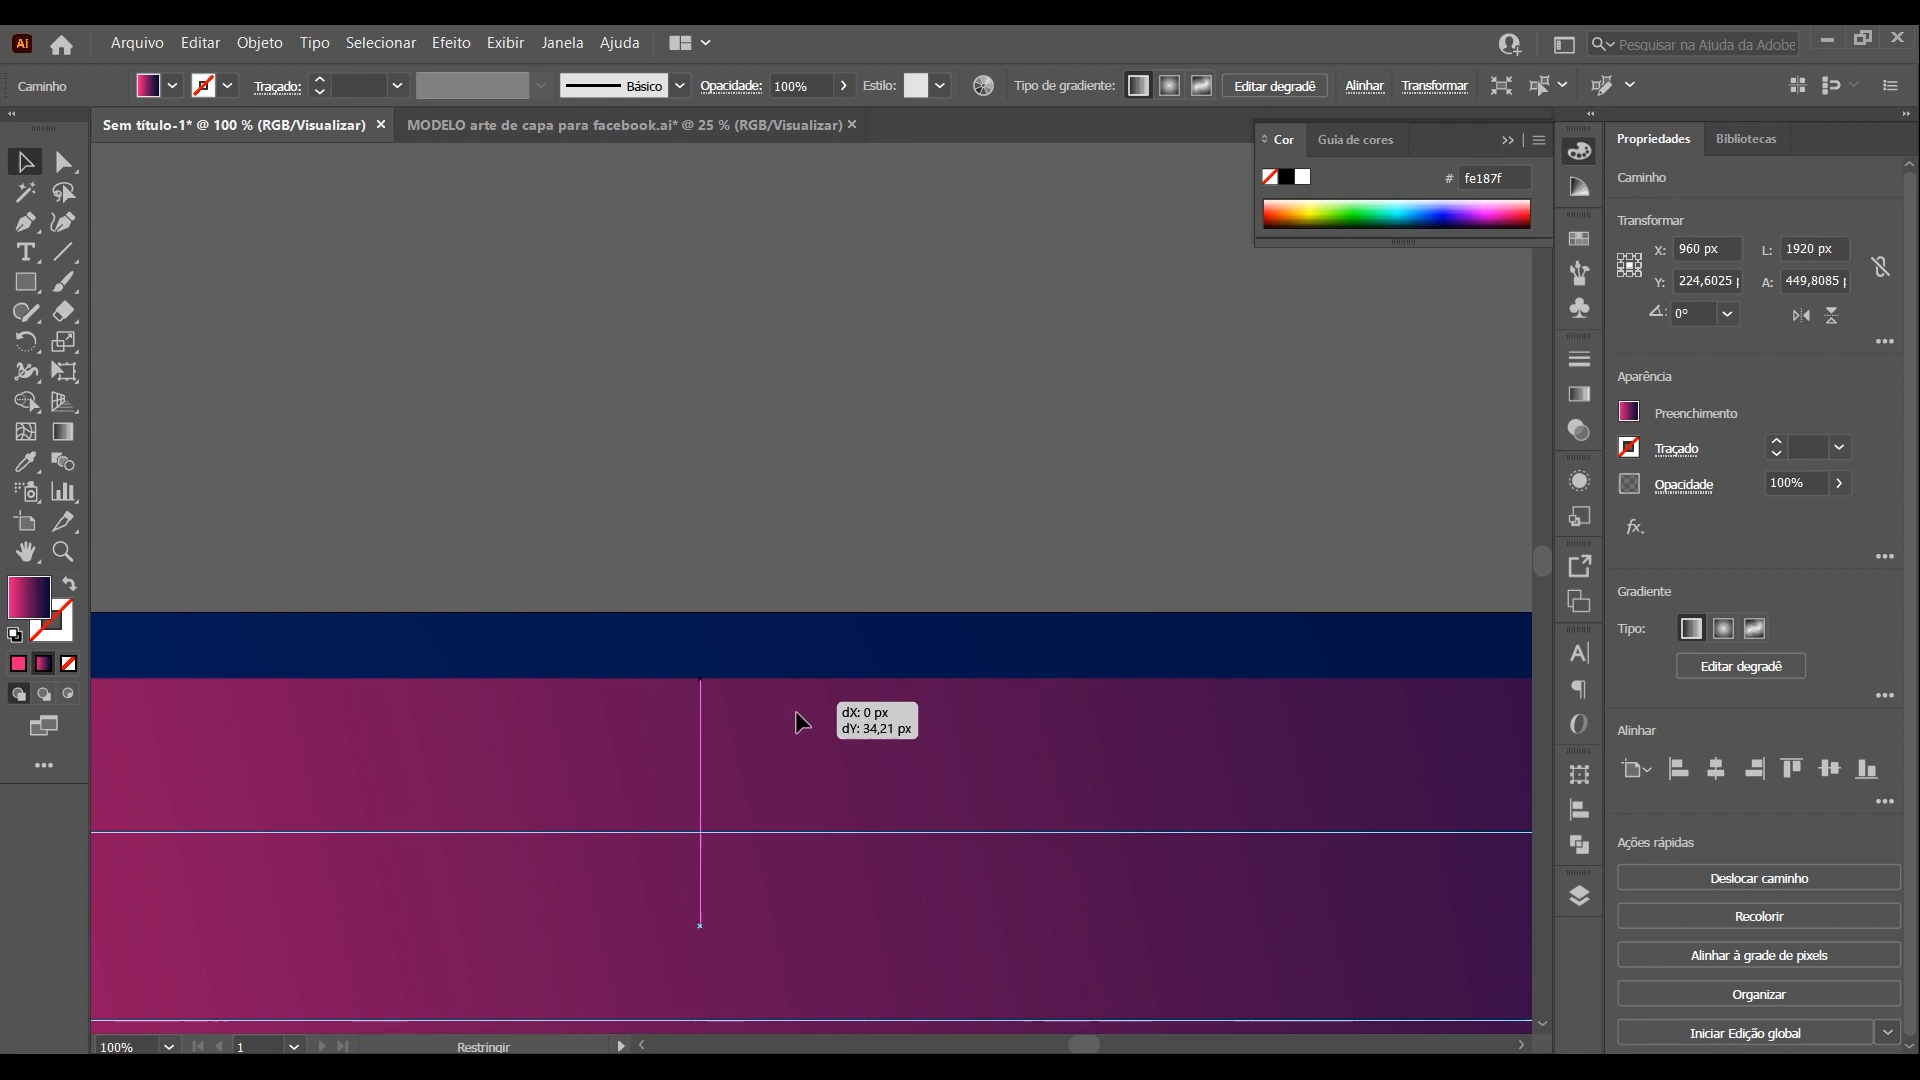 Ai
Arquivo Editar Objeto Tipo Selecionar Efeito Exibir Janela Ajuda
Pesquisar na Ajuda da Adobe
Caminho
Traçado:
Básico
Opacidade: 100%
Estilo:
Tipo de gradiente:
Editar degradê
Alinhar
Transformar
Sem título-1* @ 100 % (RGB/Visualizar) ×
MODELO arte de capa para facebook.ai* @ 25 % (RGB/Visualizar) ×
Cor
Guia de cores
# fe187f
Propriedades
Bibliotecas
Caminho
Transformar
X: 960 px L: 1920 px
Y: 224,6025 A: 449,8085
0°
Aparência
Preenchimento
Traçado
Opacidade 100%
fx.
Gradiente
Tipo:
Editar degradê
Alinhar
Ações rápidas
Deslocar caminho
Recolorir
Alinhar à grade de pixels
Organizar
Iniciar Edição global
dX: 0 px
dY: 34,21 px
100% 1 Restringir